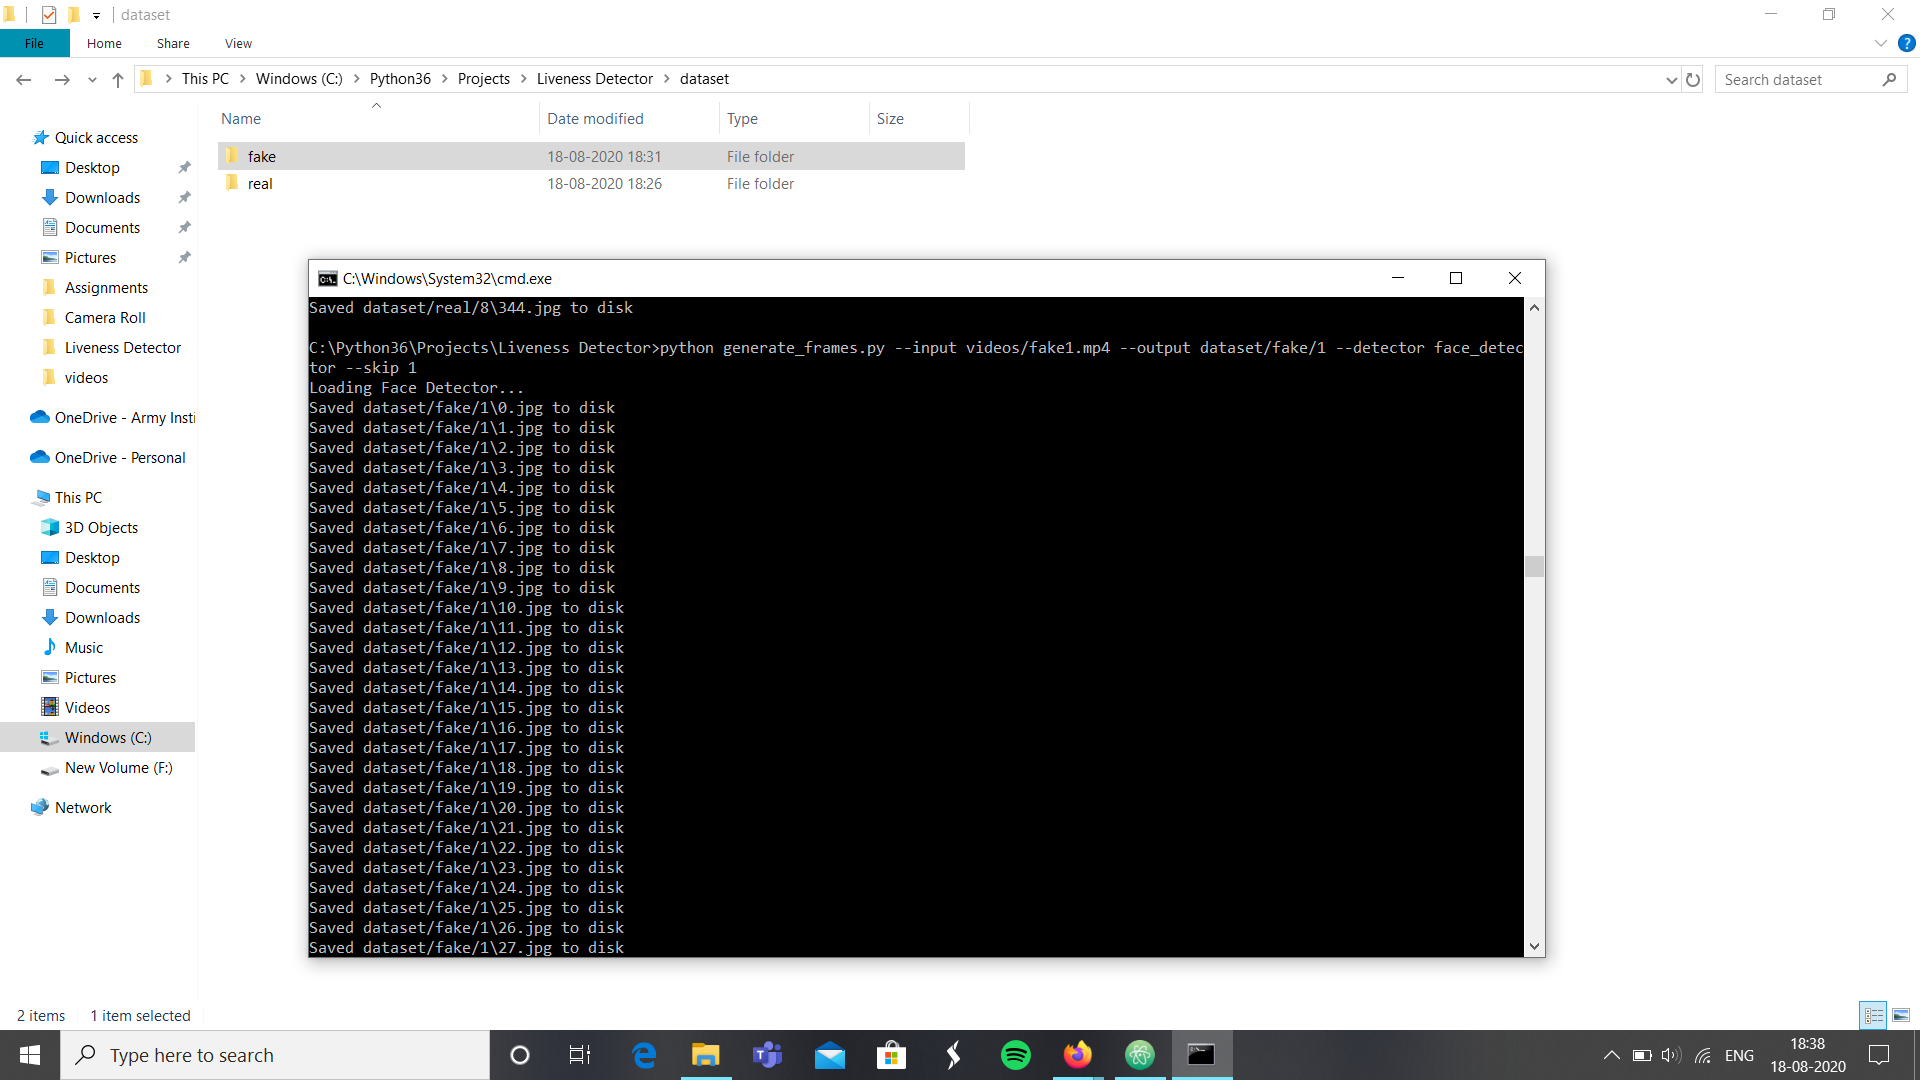 dataset
File Home Share View
This PC Windows (C:) Python36 Projects Liveness Detector dataset
Search dataset
Name Date modified Type Size
fake 18-08-2020 18:31 File folder
real 18-08-2020 18:26 File folder
Quick access
Desktop
Downloads
Documents
Pictures
Assignments
Camera Roll
Liveness Detector
videos
OneDrive - Army Insti
OneDrive - Personal
This PC
3D Objects
Desktop
Documents
Downloads
Music
Pictures
Videos
Windows (C:)
New Volume (F:)
Network
C:\Windows\System32\cmd.exe
Saved dataset/real/8\344.jpg to disk
C:\Python36\Projects\Liveness Detector>python generate_frames.py --input videos/fake1.mp4 --output dataset/fake/1 --detector face_detec
tor --skip 1
Loading Face Detector...
Saved dataset/fake/1\0.jpg to disk
Saved dataset/fake/1\1.jpg to disk
Saved dataset/fake/1\2.jpg to disk
Saved dataset/fake/1\3.jpg to disk
Saved dataset/fake/1\4.jpg to disk
Saved dataset/fake/1\5.jpg to disk
Saved dataset/fake/1\6.jpg to disk
Saved dataset/fake/1\7.jpg to disk
Saved dataset/fake/1\8.jpg to disk
Saved dataset/fake/1\9.jpg to disk
Saved dataset/fake/1\10.jpg to disk
Saved dataset/fake/1\11.jpg to disk
Saved dataset/fake/1\12.jpg to disk
Saved dataset/fake/1\13.jpg to disk
Saved dataset/fake/1\14.jpg to disk
Saved dataset/fake/1\15.jpg to disk
Saved dataset/fake/1\16.jpg to disk
Saved dataset/fake/1\17.jpg to disk
Saved dataset/fake/1\18.jpg to disk
Saved dataset/fake/1\19.jpg to disk
Saved dataset/fake/1\20.jpg to disk
Saved dataset/fake/1\21.jpg to disk
Saved dataset/fake/1\22.jpg to disk
Saved dataset/fake/1\23.jpg to disk
Saved dataset/fake/1\24.jpg to disk
Saved dataset/fake/1\25.jpg to disk
Saved dataset/fake/1\26.jpg to disk
Saved dataset/fake/1\27.jpg to disk
2 items 1 item selected
Type here to search
ENG
18:38
18-08-2020